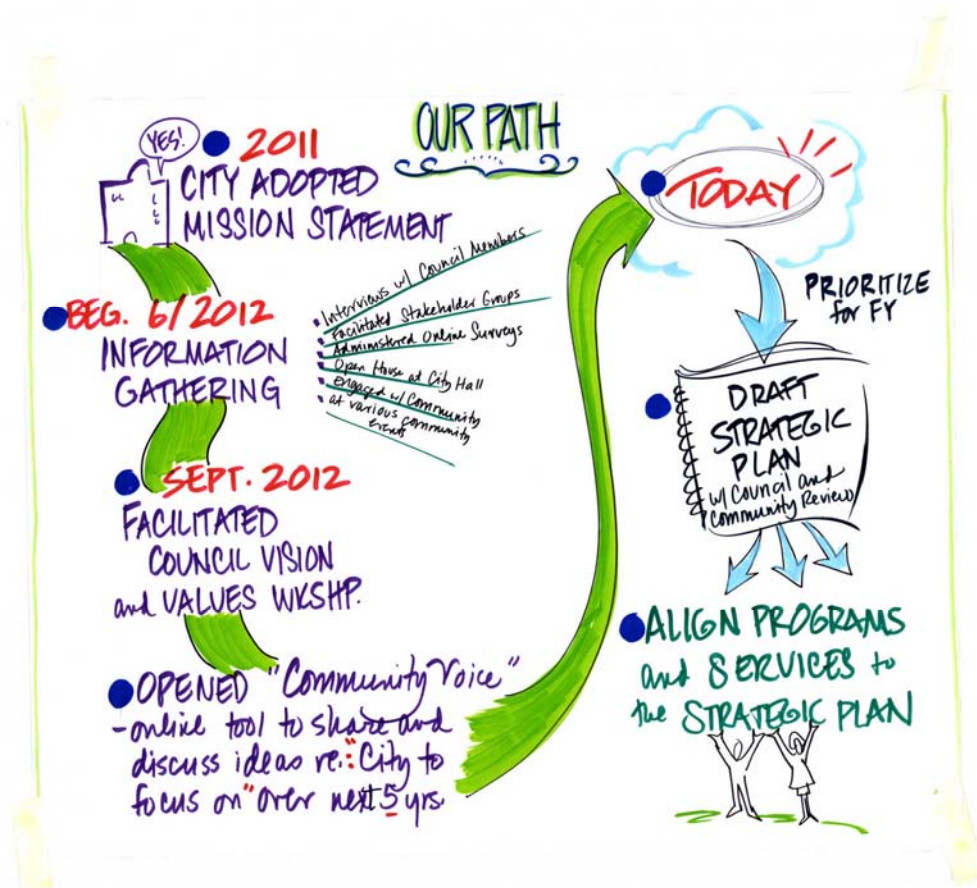 OUR PATH
YES!
2011
CITY ADOPTED
MISSION STATEMENT
BEG. 6/2012
INFORMATION
GATHERING
Interviews w/ Council Members
Facilitated Stakeholder Groups
Administered Online Surveys
Open House at City Hall
Engaged w/ Community
at various community
events
SEPT. 2012
FACILITATED
COUNCIL VISION
and VALUES WKSHP.
OPENED "Community Voice"
- online tool to share and
discuss ideas re: "City to
focus on" over next 5 yrs.
TODAY
PRIORITIZE
for FY
DRAFT
STRATEGIC
PLAN
w/ Council and
Community Review
ALIGN PROGRAMS
and SERVICES to
the STRATEGIC PLAN